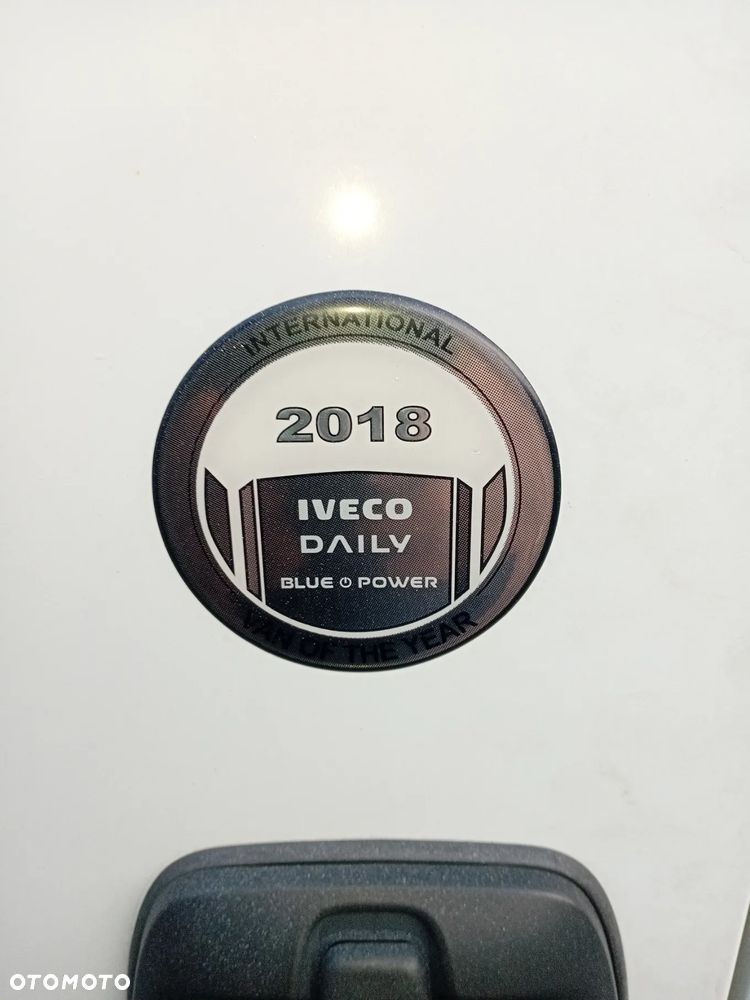 INTERNATIONAL
2018
IVECO
DAILY
BLUE POWER
VAN OF THE YEAR
OTOMOTO